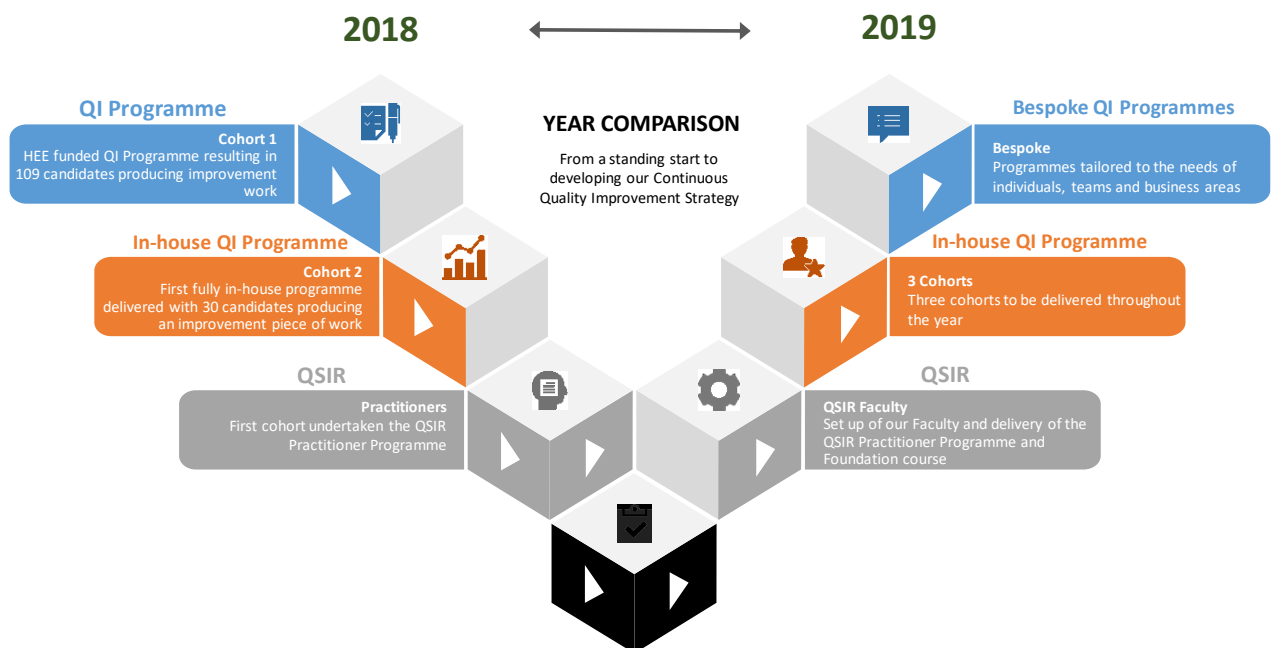 2018
2019
YEAR COMPARISON
From a standing start to
developing our Continuous
Quality Improvement Strategy
QI Programme
Cohort 1
HEE funded QI Programme resulting in
109 candidates producing improvement
work
In-house QI Programme
Cohort 2
First fully in-house programme
delivered with 30 candidates producing
an improvement piece of work
QSIR
Practitioners
First cohort undertaken the QSIR
Practitioner Programme
Bespoke QI Programmes
Bespoke
Programmes tailored to the needs of
individuals, teams and business areas
In-house QI Programme
3 Cohorts
Three cohorts to be delivered throughout
the year
QSIR
QSIR Faculty
Set up of our Faculty and delivery of the
QSIR Practitioner Programme and
Foundation course